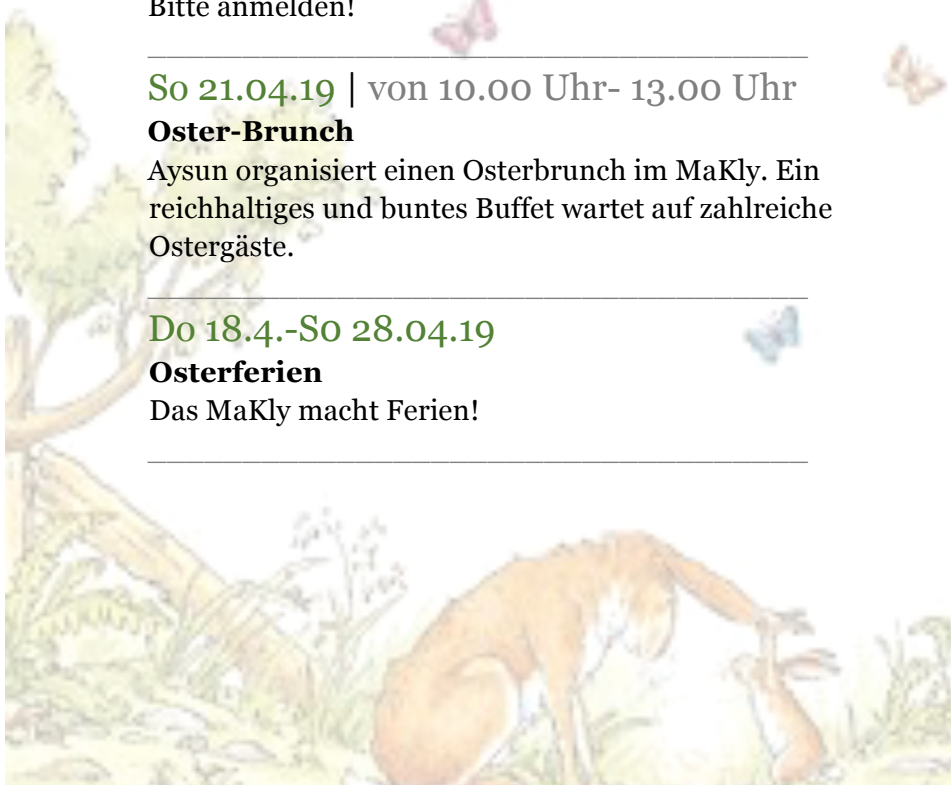 Bitte anmelden!
So 21.04.19 | von 10.00 Uhr- 13.00 Uhr
Oster-Brunch
Aysun organisiert einen Osterbrunch im MaKly. Ein
reichhaltiges und buntes Buffet wartet auf zahlreiche
Ostergäste.
Do 18.4.-So 28.04.19
Osterferien
Das MaKly macht Ferien!